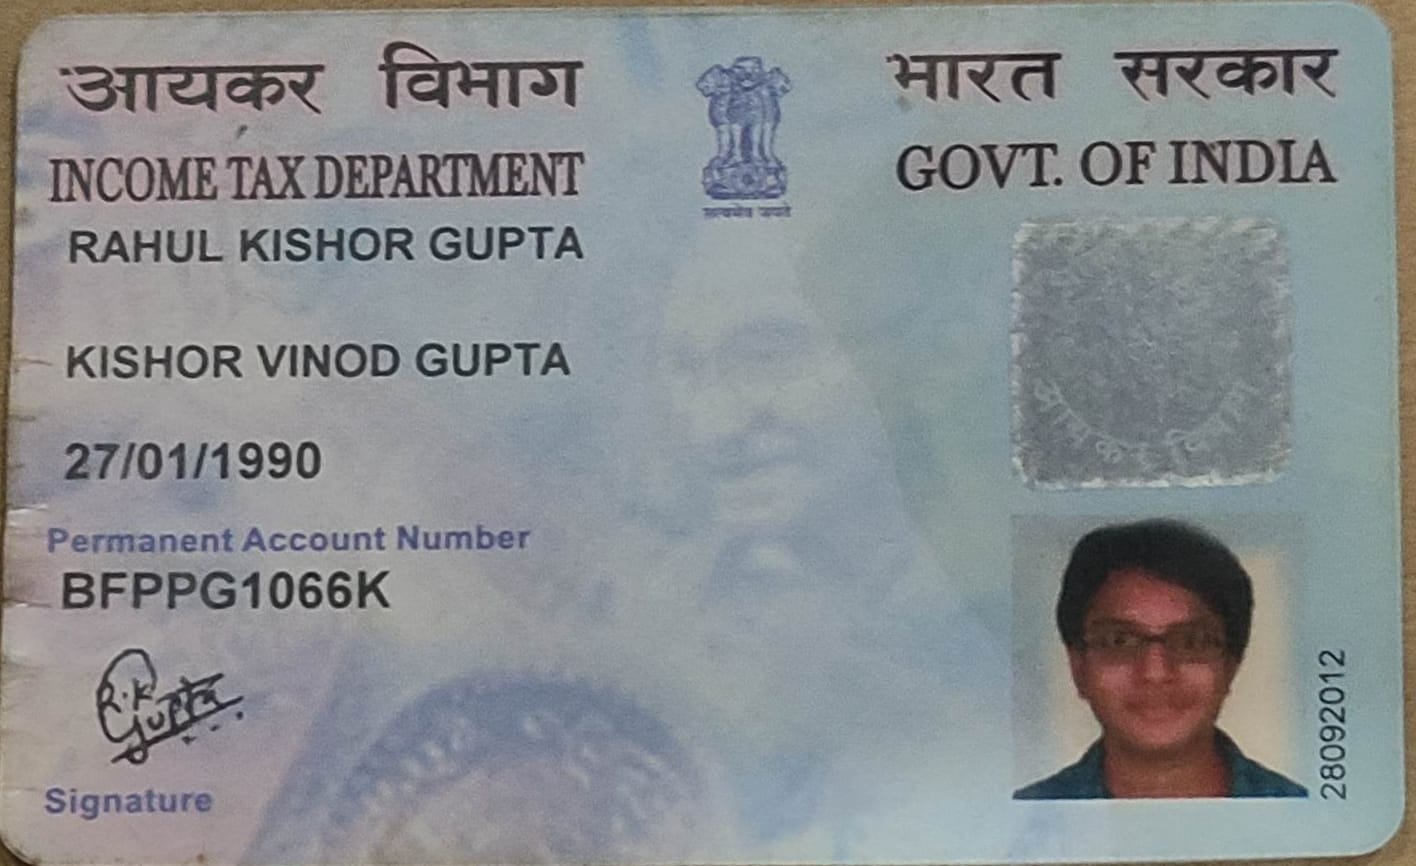 आयकर विभाग
INCOME TAX DEPARTMENT
भारत सरकार
GOVT. OF INDIA
सत्यमेव जयते
RAHUL KISHOR GUPTA
KISHOR VINOD GUPTA
27/01/1990
Permanent Account Number
BFPPG1066K
R.K Gupta
Signature
आयकर विभाग
28092012